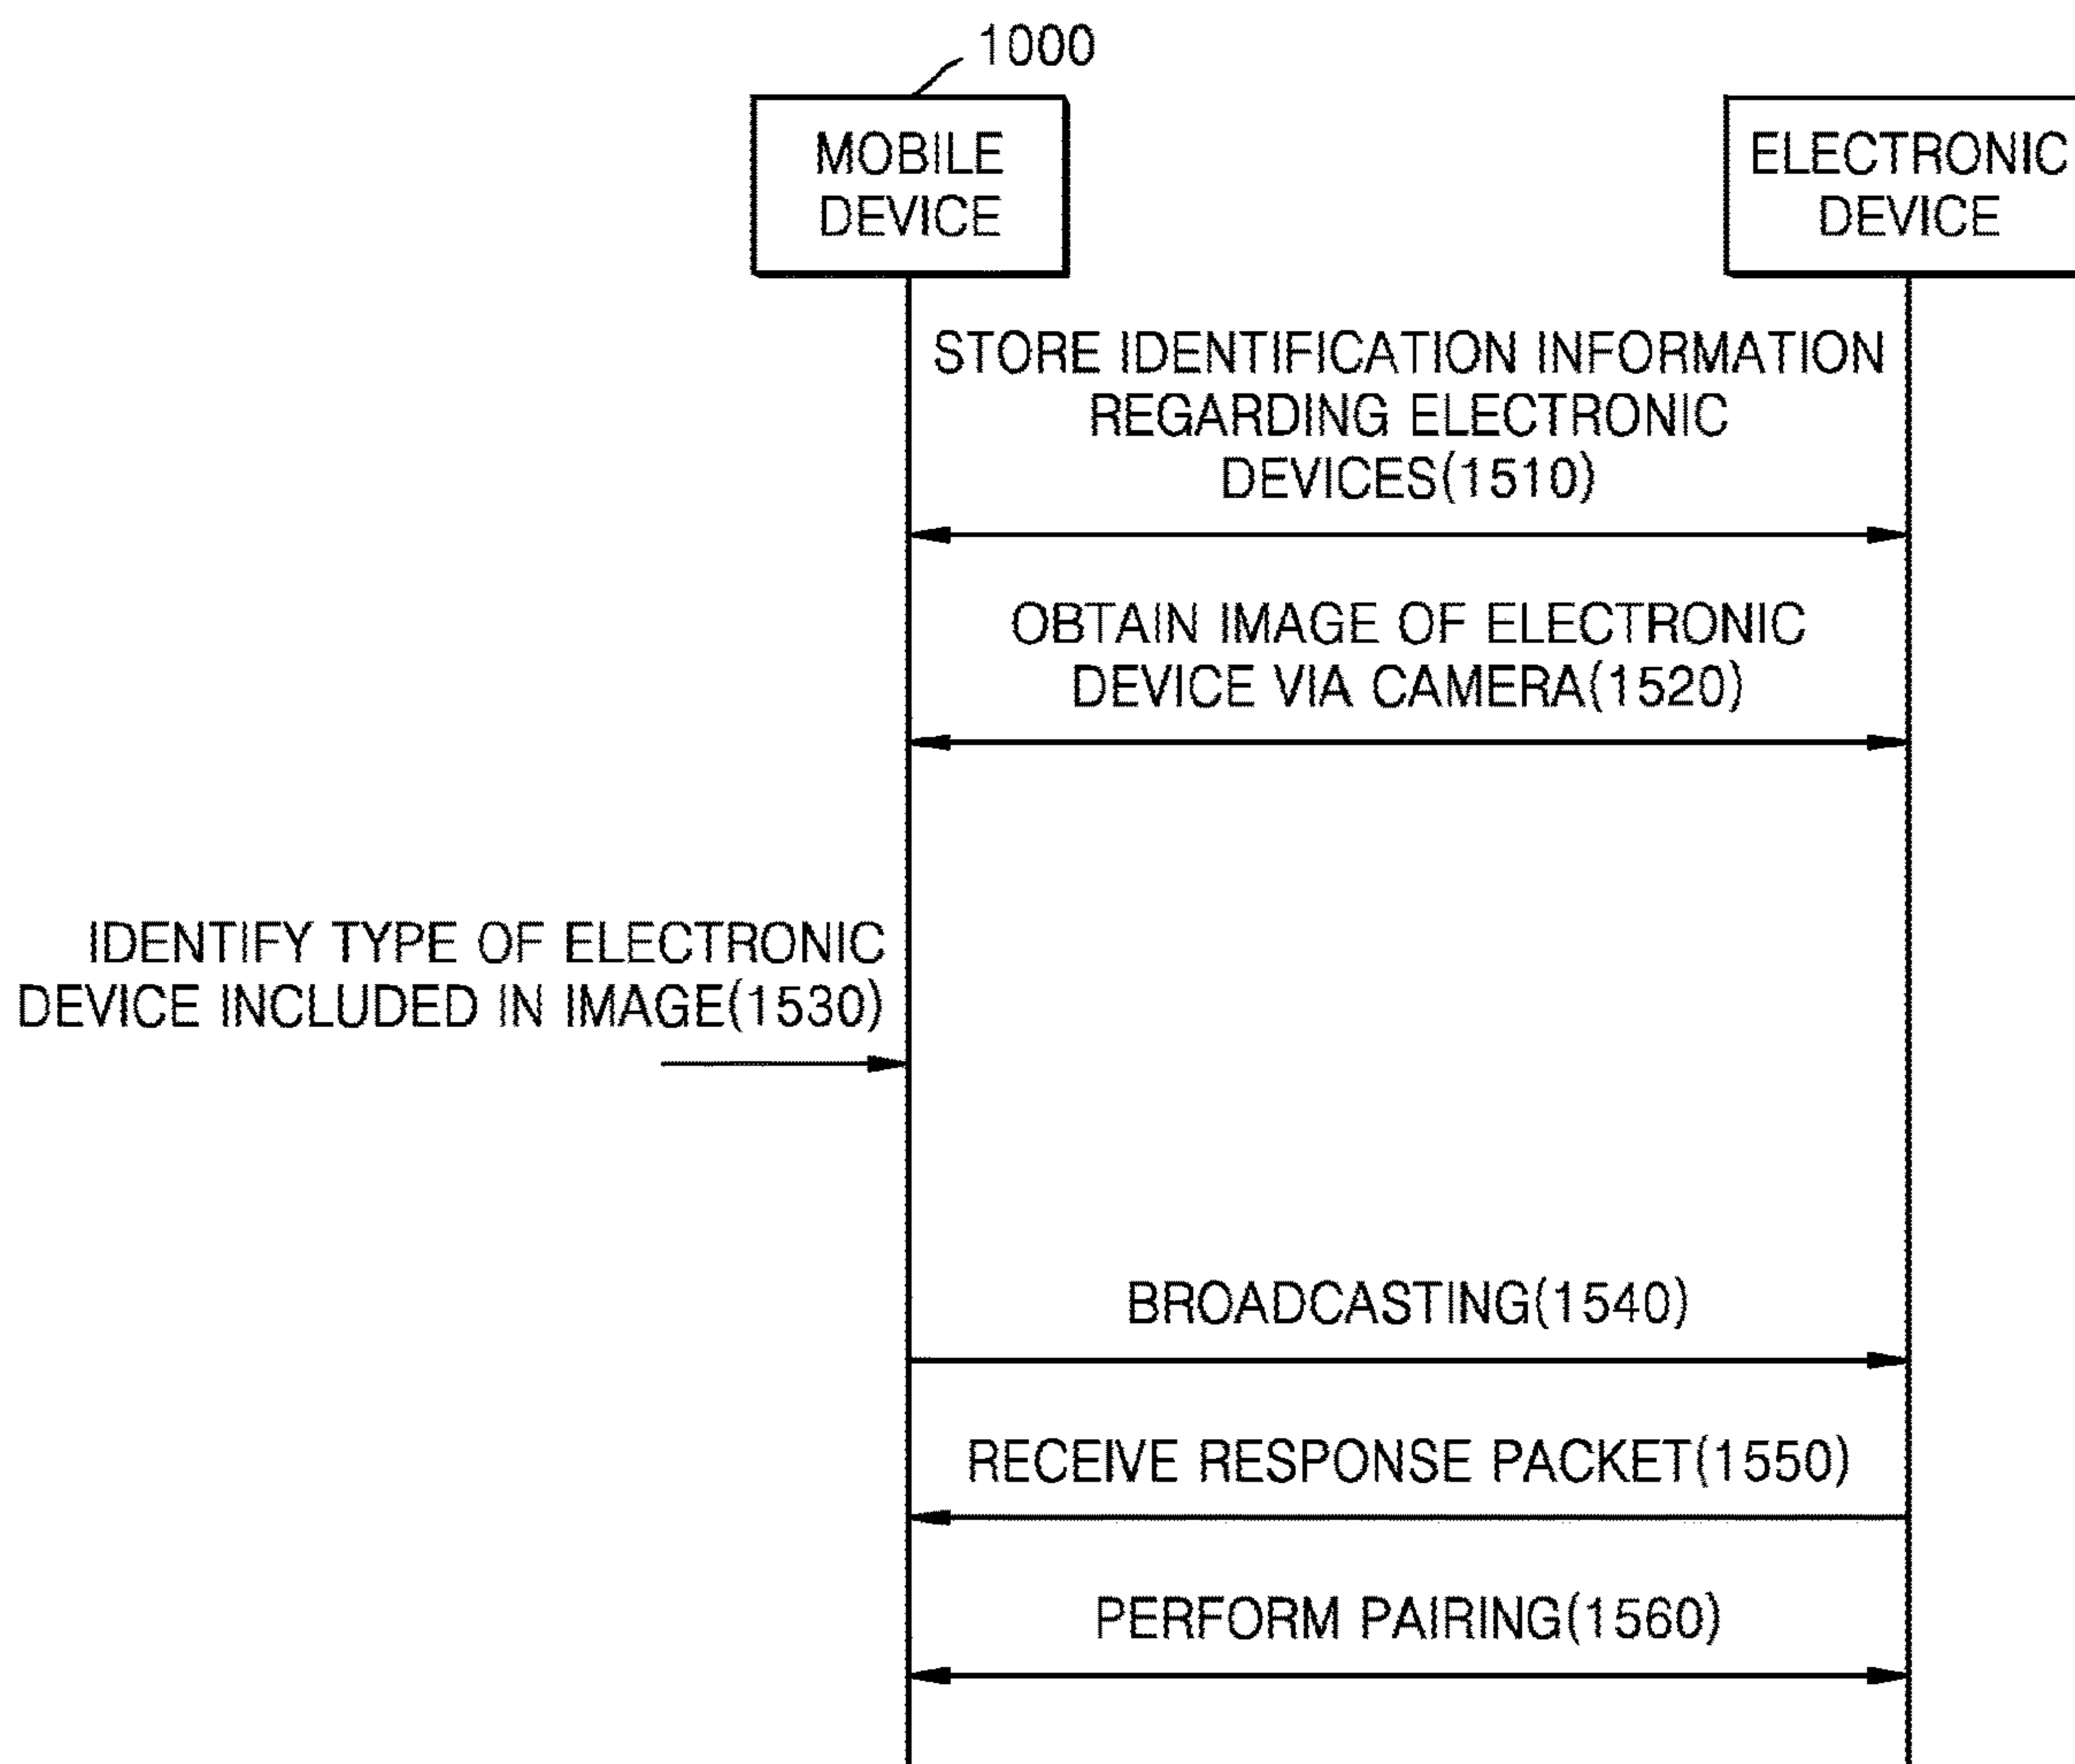 1000
MOBILE
DEVICE
ELECTRONIC
DEVICE
STORE IDENTIFICATION INFORMATION
REGARDING ELECTRONIC
DEVICES(1510)
OBTAIN IMAGE OF ELECTRONIC
DEVICE VIA CAMERA(1520)
IDENTIFY TYPE OF ELECTRONIC
DEVICE INCLUDED IN IMAGE(1530)
BROADCASTING(1540)
RECEIVE RESPONSE PACKET(1550)
PERFORM PAIRING(1560)